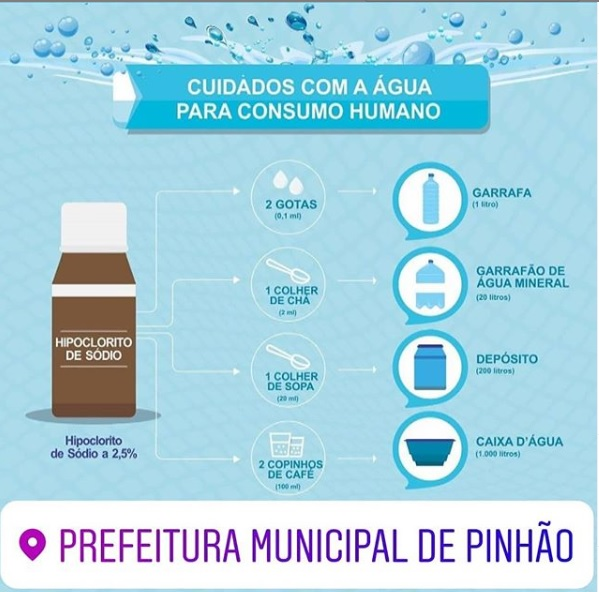 CUIDADOS COM A ÁGUA
PARA CONSUMO HUMANO
2 GOTAS
(0,1 ml)
GARRAFA
(1 litro)
1 COLHER
DE CHÁ
(2 ml)
GARRAFÃO DE
ÁGUA MINERAL
(20 litros)
HIPOCLORITO
DE SÓDIO
1 COLHER
DE SOPA
(20 ml)
DEPÓSITO
(200 litros)
Hipoclorito
de Sódio a 2,5%
2 COPINHOS
DE CAFÉ
(100 ml)
CAIXA D'ÁGUA
(1.000 litros)
PREFEITURA MUNICIPAL DE PINHÃO